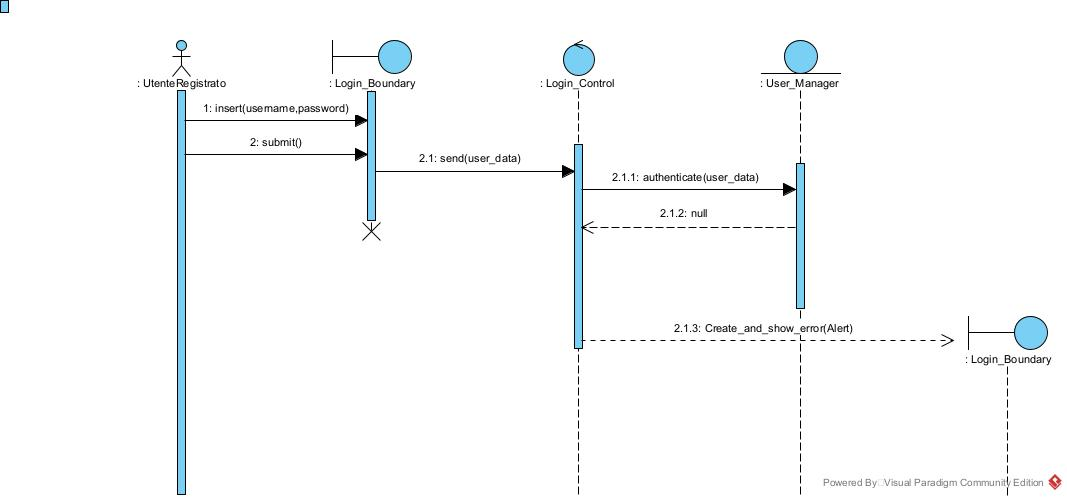 : UtenteRegistrato
: Login_Boundary
: Login_Control
: User_Manager
1: insert(username,password)
2: submit()
2.1: send(user_data)
2.1.1: authenticate(user_data)
2.1.2: null
2.1.3: Create_and_show_error(Alert)
: Login_Boundary
Powered By Visual Paradigm Community Edition